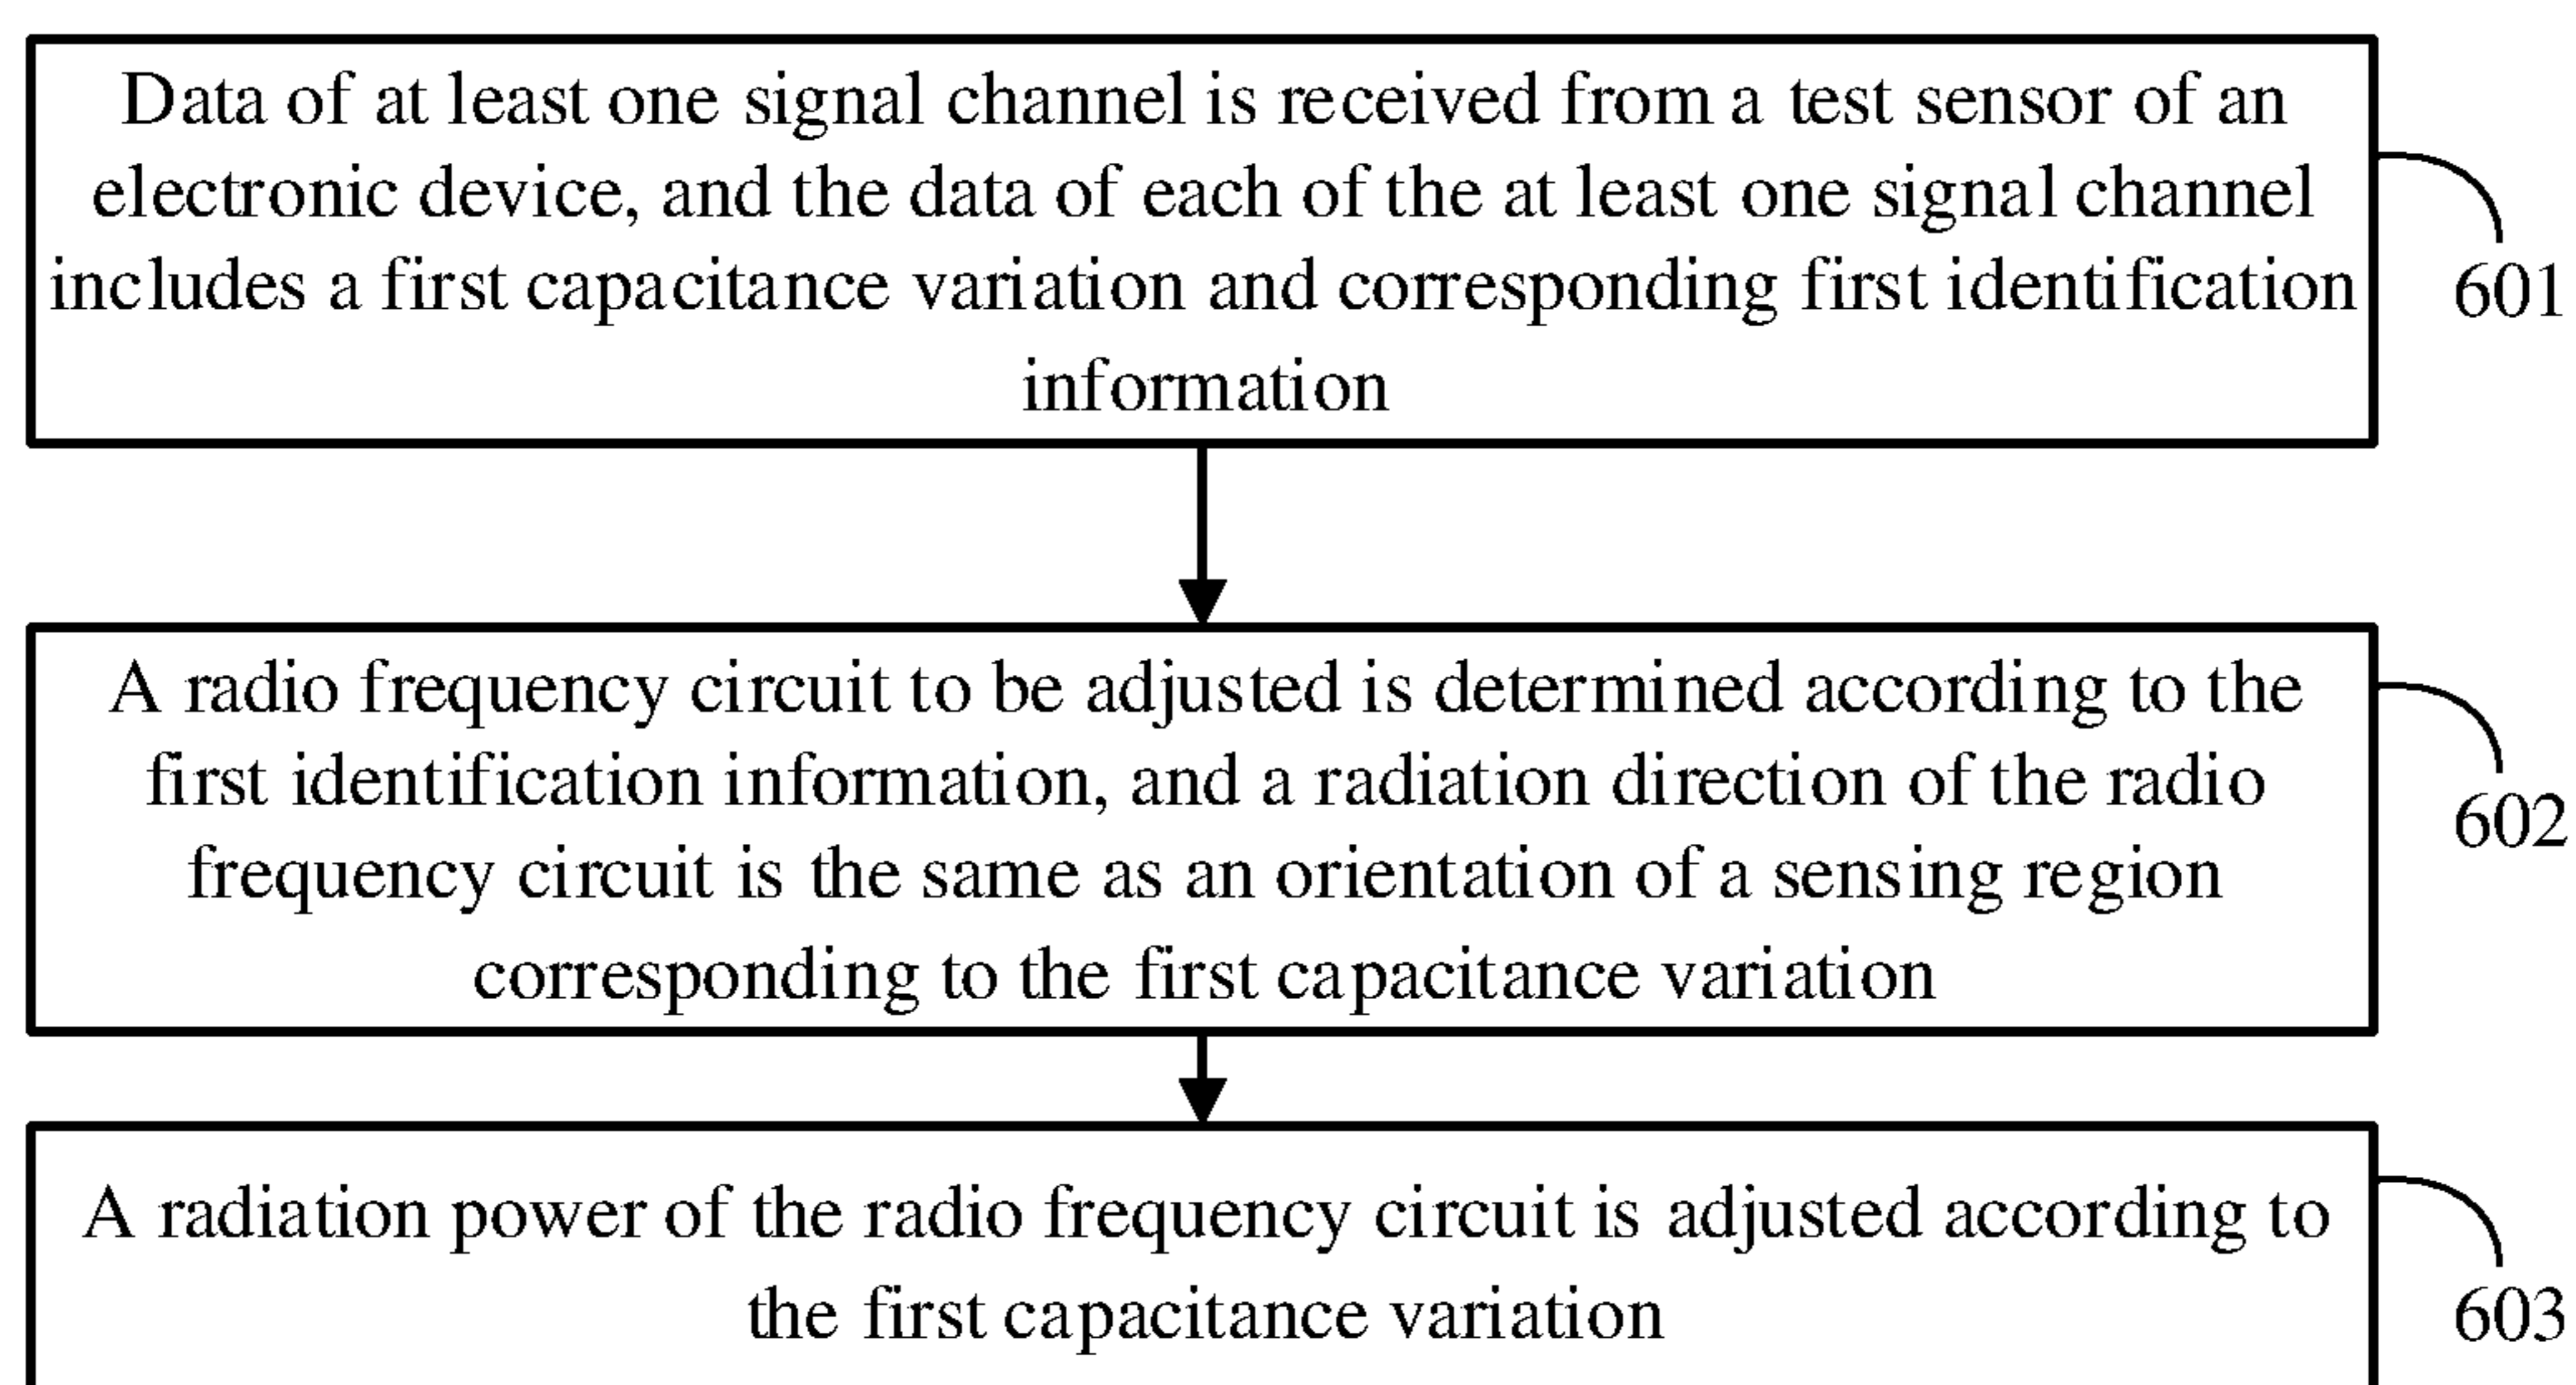 Data of at least one signal channel is received from a test sensor of an
electronic device, and the data of each of the at least one signal channel
includes a first capacitance variation and corresponding first identification
information
601
A radio frequency circuit to be adjusted is determined according to the
first identification information, and a radiation direction of the radio
frequency circuit is the same as an orientation of a sensing region
corresponding to the first capacitance variation
602
A radiation power of the radio frequency circuit is adjusted according to
the first capacitance variation
603